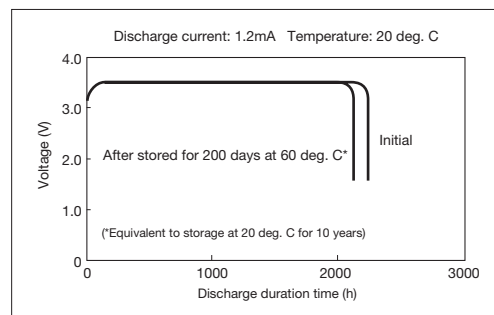 Discharge current: 1.2mA Temperature: 20 deg. C
4.0
3.0
2.0
1.0
0
Voltage (V)
After stored for 200 days at 60 deg. C*
Initial
(*Equivalent to storage at 20 deg. C for 10 years)
0 1000 2000 3000
Discharge duration time (h)